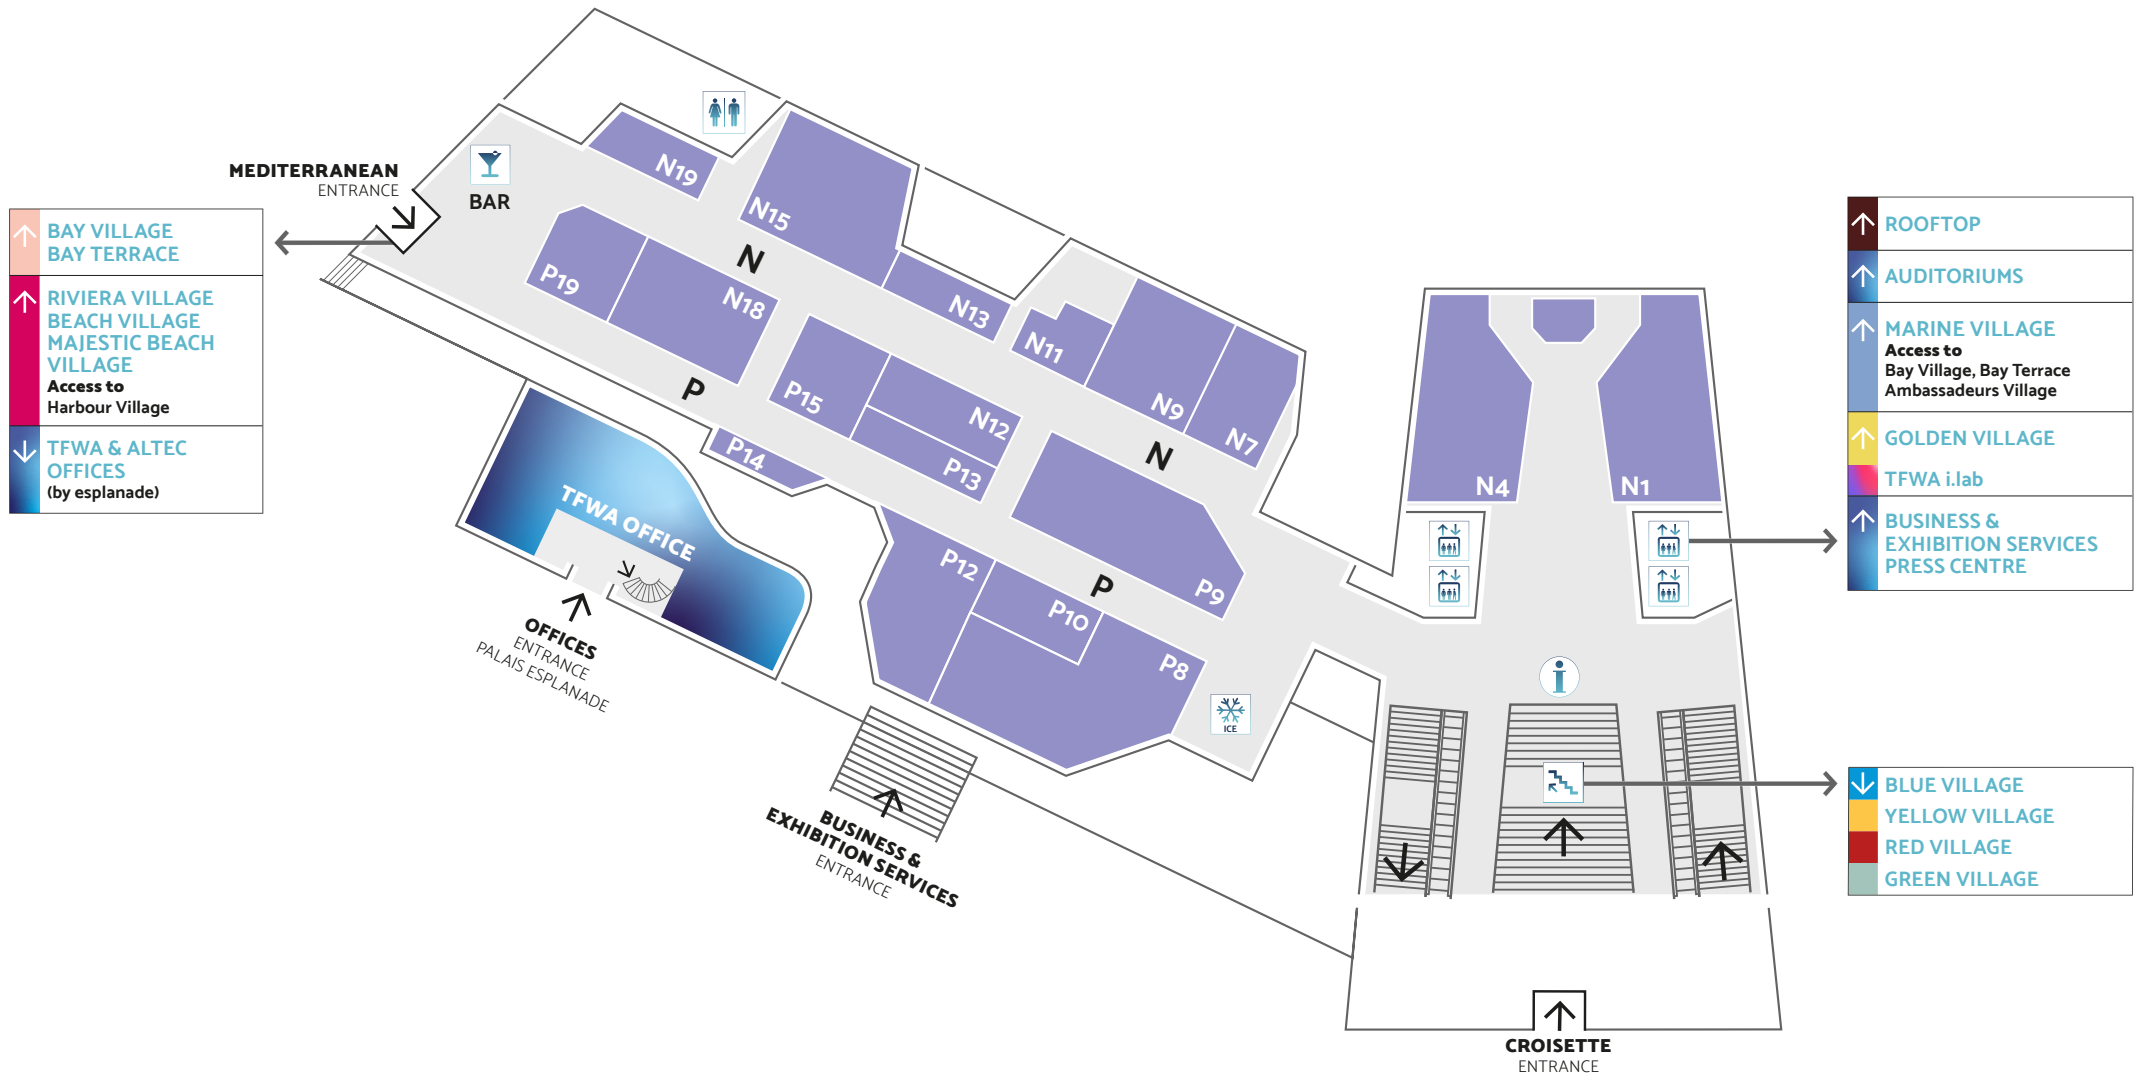 MEDITERRANEAN
ENTRANCE
BAY VILLAGE
BAY TERRACE
RIVIERA VILLAGE
BEACH VILLAGE
MAJESTIC BEACH
VILLAGE
Access to
Harbour Village
TFWA & ALTEC
OFFICES
(by esplanade)
BAR
N19
N15
N
P19
N18
N13
N11
N9
N7
P
P15
N12
P13
P14
N
P9
P
P12
P10
P8
ICE
TFWA OFFICE
OFFICES
ENTRANCE
PALAIS ESPLANADE
BUSINESS &
EXHIBITION SERVICES
ENTRANCE
N4
N1
CROISETTE
ENTRANCE
ROOFTOP
AUDITORIUMS
MARINE VILLAGE
Access to
Bay Village, Bay Terrace
Ambassadeurs Village
GOLDEN VILLAGE
TFWA i.lab
BUSINESS &
EXHIBITION SERVICES
PRESS CENTRE
BLUE VILLAGE
YELLOW VILLAGE
RED VILLAGE
GREEN VILLAGE